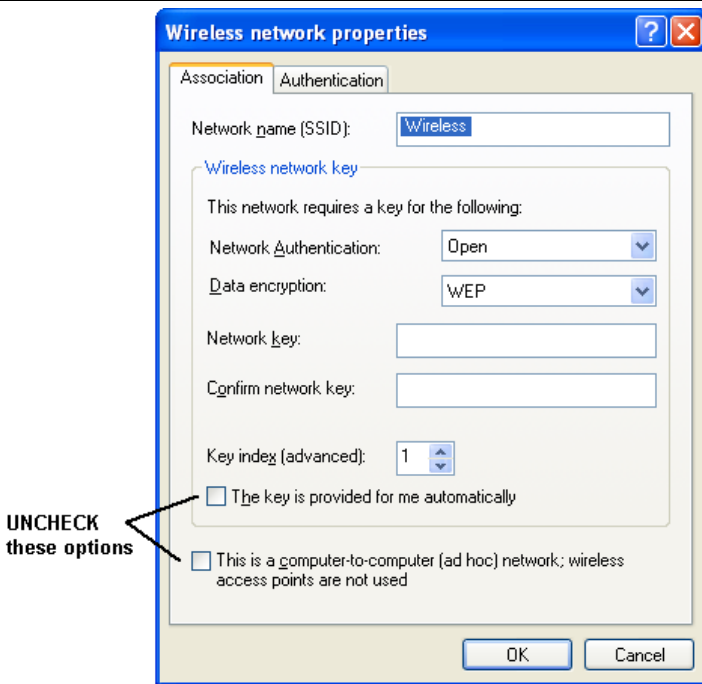 Wireless network properties
Association Authentication
Network name (SSID): Wireless
Wireless network key
This network requires a key for the following:
Network Authentication: Open
Data encryption: WEP
Network key:
Confirm network key:
Key index (advanced): 1
The key is provided for me automatically
UNCHECK
these options
This is a computer-to-computer (ad hoc) network; wireless
access points are not used
OK Cancel